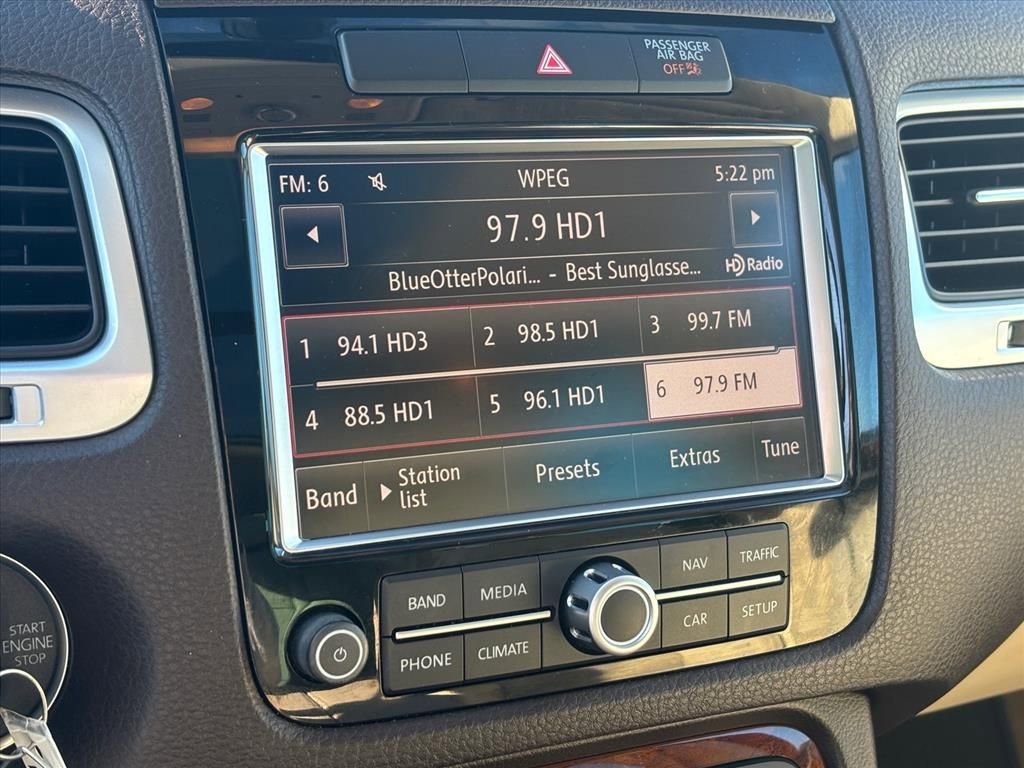 PASSENGER
AIR BAG
OFF
FM: 6 WPEG 5:22 pm
97.9 HD1
BlueOtterPolari... - Best Sunglasse... HD Radio
1 94.1 HD3 2 98.5 HD1 3 99.7 FM
4 88.5 HD1 5 96.1 HD1 6 97.9 FM
Band Station list Presets Extras Tune
BAND MEDIA NAV TRAFFIC
PHONE CLIMATE CAR SETUP
START
ENGINE
STOP